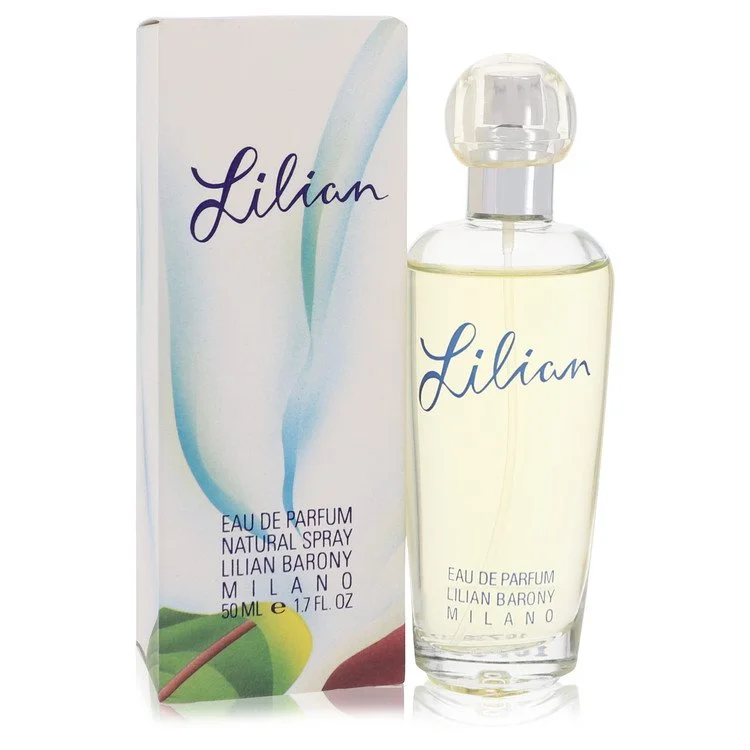 Lilian
EAU DE PARFUM
NATURAL SPRAY
LILIAN BARONY
MILANO
50 ML e 1.7 FL. OZ
Lilian
EAU DE PARFUM
LILIAN BARONY
MILANO